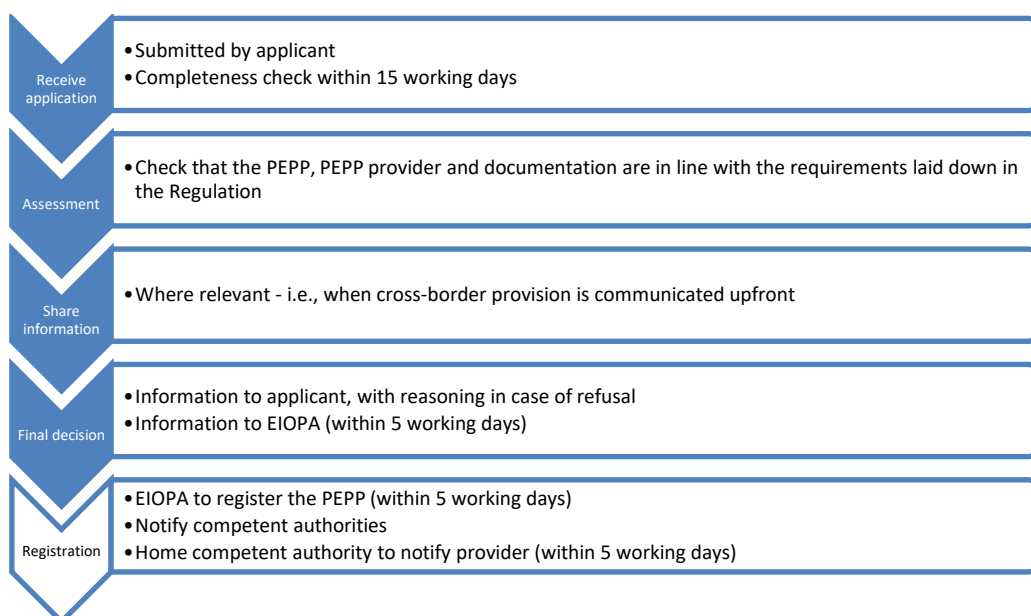 Receive
application
•Submitted by applicant
•Completeness check within 15 working days
Assessment
•Check that the PEPP, PEPP provider and documentation are in line with the requirements laid down in
the Regulation
Share
information
•Where relevant - i.e., when cross-border provision is communicated upfront
Final decision
•Information to applicant, with reasoning in case of refusal
•Information to EIOPA (within 5 working days)
Registration
•EIOPA to register the PEPP (within 5 working days)
•Notify competent authorities
•Home competent authority to notify provider (within 5 working days)